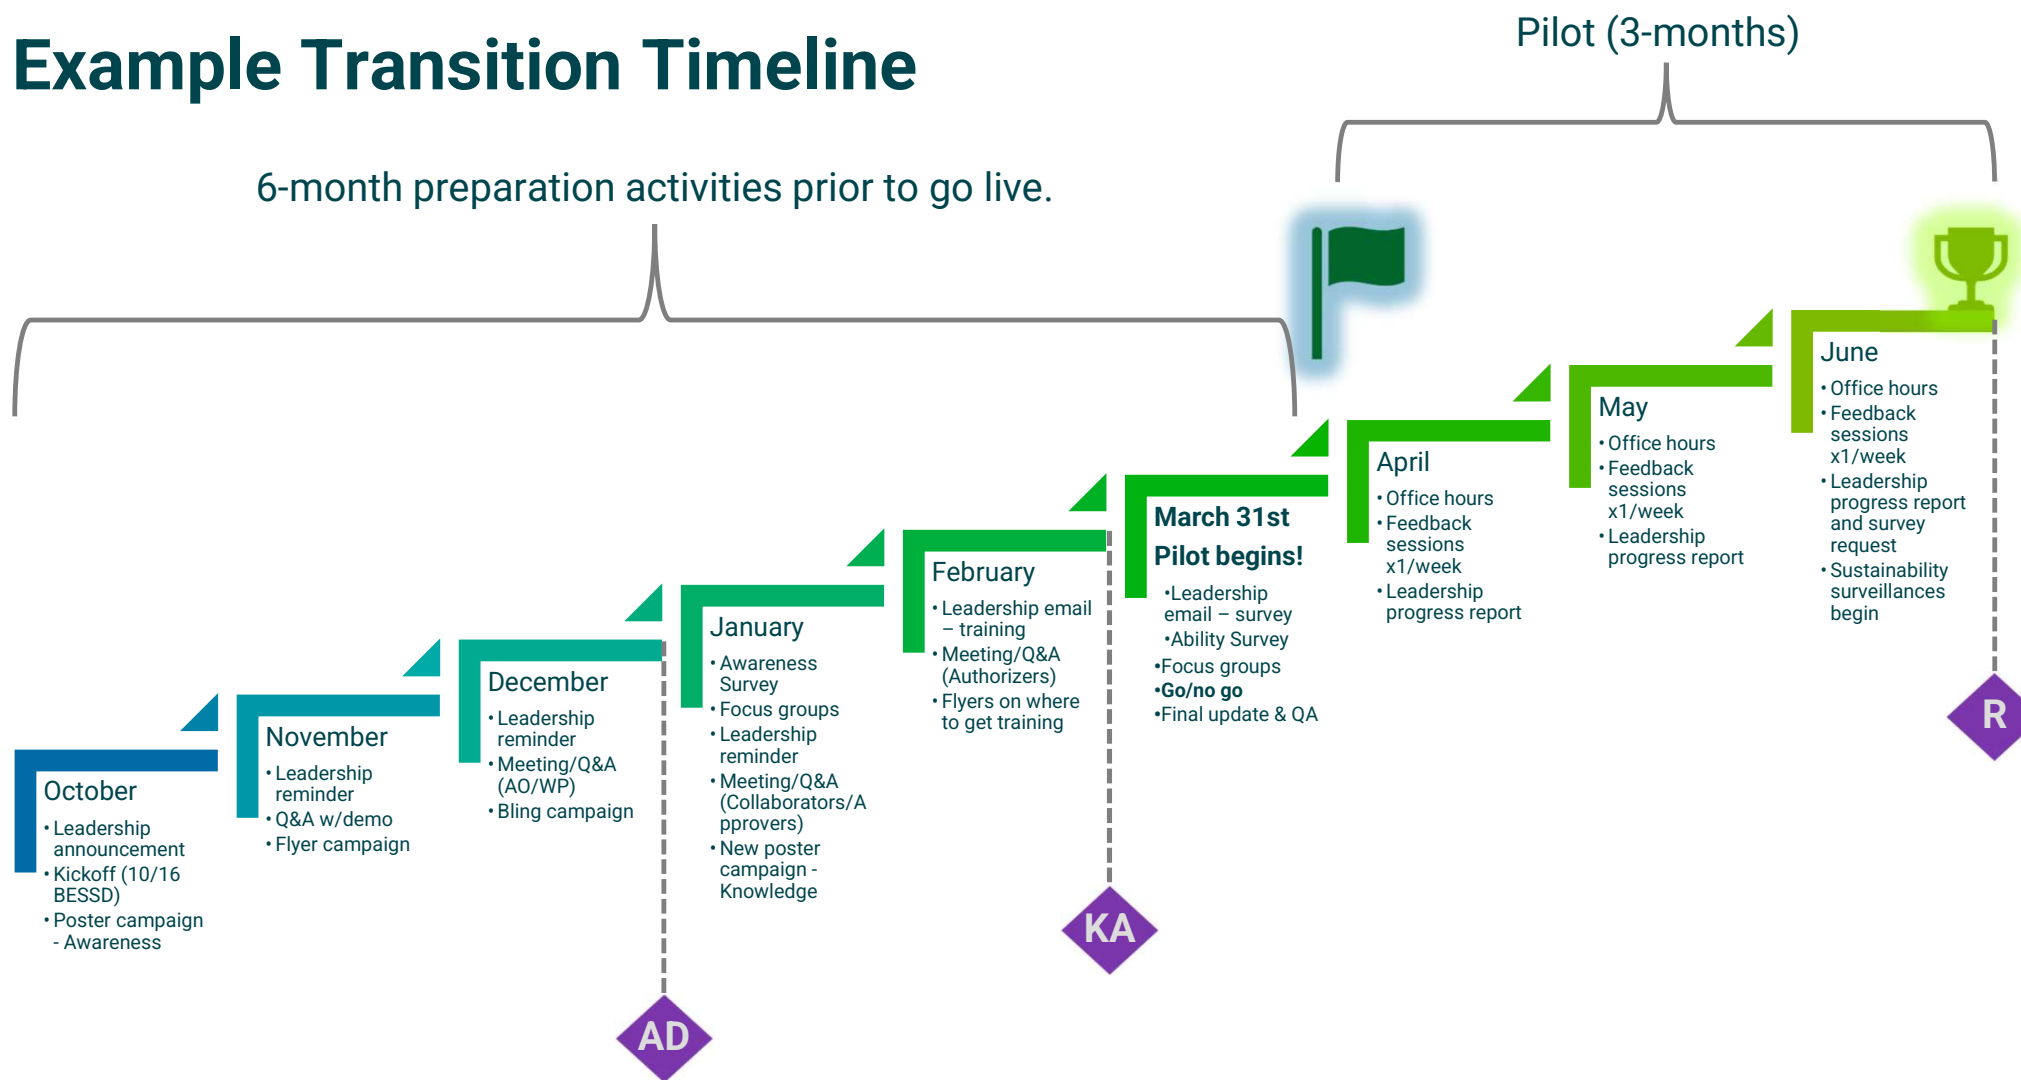 Example Transition Timeline
Pilot (3-months)
6-month preparation activities prior to go live.
October
• Leadership
announcement
• Kickoff (10/16
BESSD)
• Poster campaign
- Awareness
November
• Leadership
reminder
• Q&A w/demo
• Flyer campaign
December
• Leadership
reminder
• Meeting/Q&A
(AO/WP)
• Bling campaign
AD
January
• Awareness
Survey
• Focus groups
• Leadership
reminder
• Meeting/Q&A
(Collaborators/A
pprovers)
• New poster
campaign -
Knowledge
February
• Leadership email
– training
• Meeting/Q&A
(Authorizers)
• Flyers on where
to get training
KA
March 31st
Pilot begins!
•Leadership
email – survey
•Ability Survey
•Focus groups
•Go/no go
•Final update & QA
April
• Office hours
• Feedback
sessions
x1/week
• Leadership
progress report
May
• Office hours
• Feedback
sessions
x1/week
• Leadership
progress report
June
• Office hours
• Feedback
sessions
x1/week
• Leadership
progress report
and survey
request
• Sustainability
surveillances
begin
R